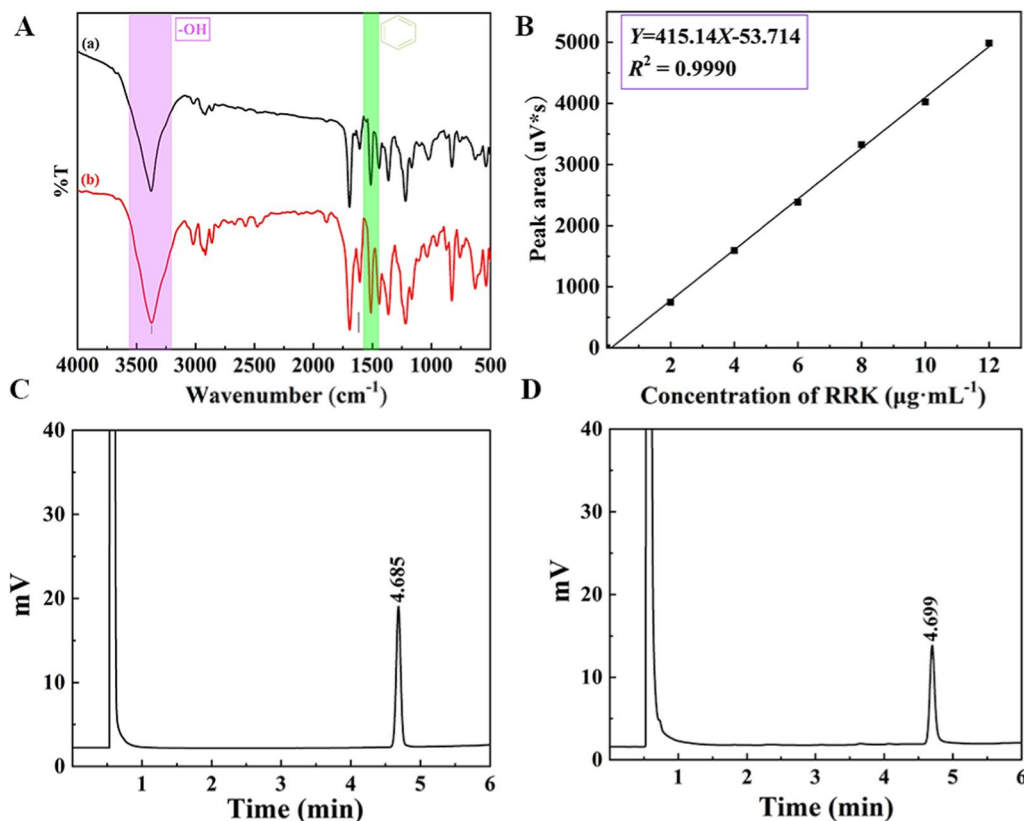 A
-OH
(a)
(b)
%T
4000 3500 3000 2500 2000 1500 1000 500
Wavenumber (cm⁻¹)
B
Y=415.14X-53.714
R² = 0.9990
5000
4000
3000
2000
1000
0
Peak area (uV*s)
2 4 6 8 10 12
Concentration of RRK (μg·mL⁻¹)
C
40
30
20
10
0
mV
4.685
1 2 3 4 5 6
Time (min)
D
40
30
20
10
0
mV
4.699
1 2 3 4 5 6
Time (min)